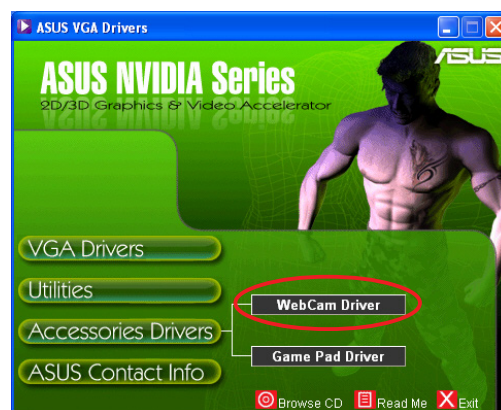 ASUS VGA Drivers
ASUS
ASUS NVIDIA Series
2D/3D Graphics & Video Accelerator
VGA Drivers
Utilities
WebCam Driver
Accessories Drivers
Game Pad Driver
ASUS Contact Info
Browse CD
Read Me
Exit